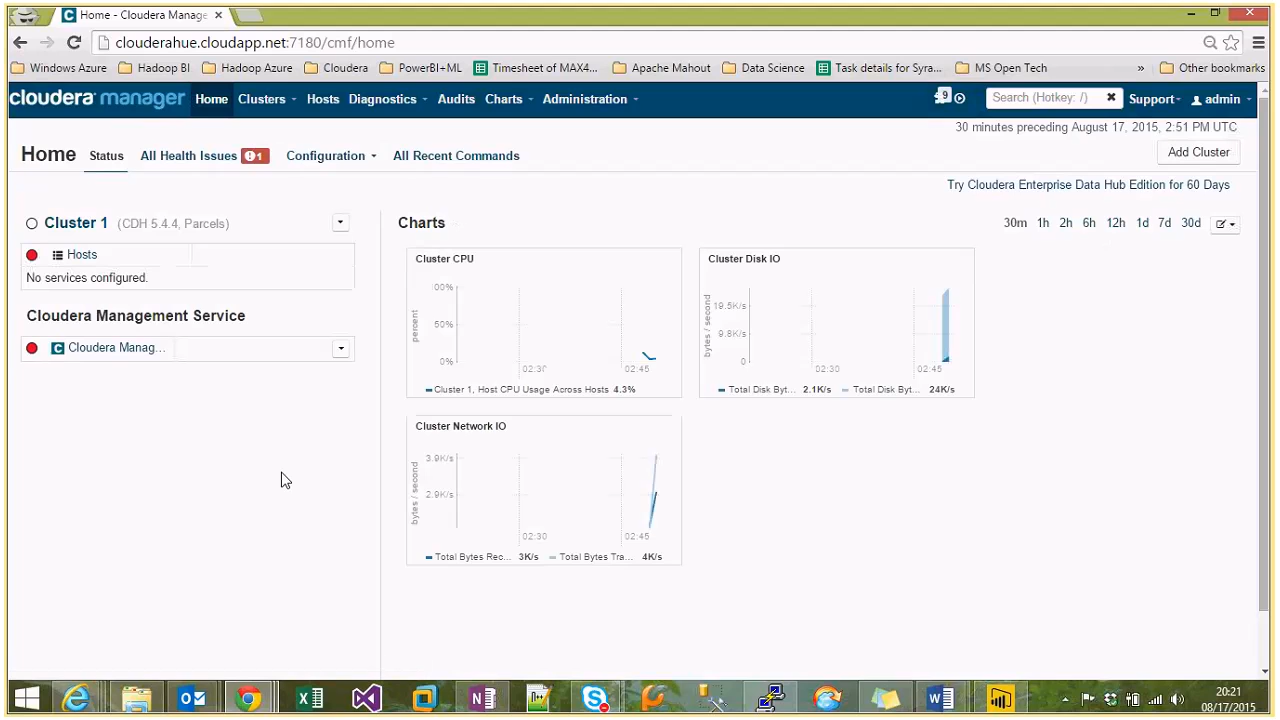 Home - Cloudera Manage
clouderahue.cloudapp.net:7180/cmf/home
Windows Azure Hadoop BI Hadoop Azure Cloudera PowerBI+ML Timesheet of MAX4... Apache Mahout Data Science Task details for Syra... MS Open Tech » Other bookmarks
cloudera manager Home Clusters Hosts Diagnostics Audits Charts Administration 9 Search (Hotkey: /) Support admin
30 minutes preceding August 17, 2015, 2:51 PM UTC
Home Status All Health Issues 1 Configuration All Recent Commands Add Cluster
Try Cloudera Enterprise Data Hub Edition for 60 Days
Cluster 1 (CDH 5.4.4, Parcels)
Hosts
No services configured.
Cloudera Management Service
Cloudera Manag...
Charts 30m 1h 2h 6h 12h 1d 7d 30d
Cluster CPU
percent
00%
50%
0%
02:30 02:45
Cluster 1, Host CPU Usage Across Hosts 4.3%
Cluster Disk IO
bytes / second
19.5K/s
9.8K/s
0
02:30 02:45
Total Disk Byt... 2.1K/s Total Disk Byt... 24K/s
Cluster Network IO
bytes / second
3.9K/s
2.9K/s
02:30 02:45
Total Bytes Rec... 3K/s Total Bytes Tra... 4K/s
20:21
08/17/2015